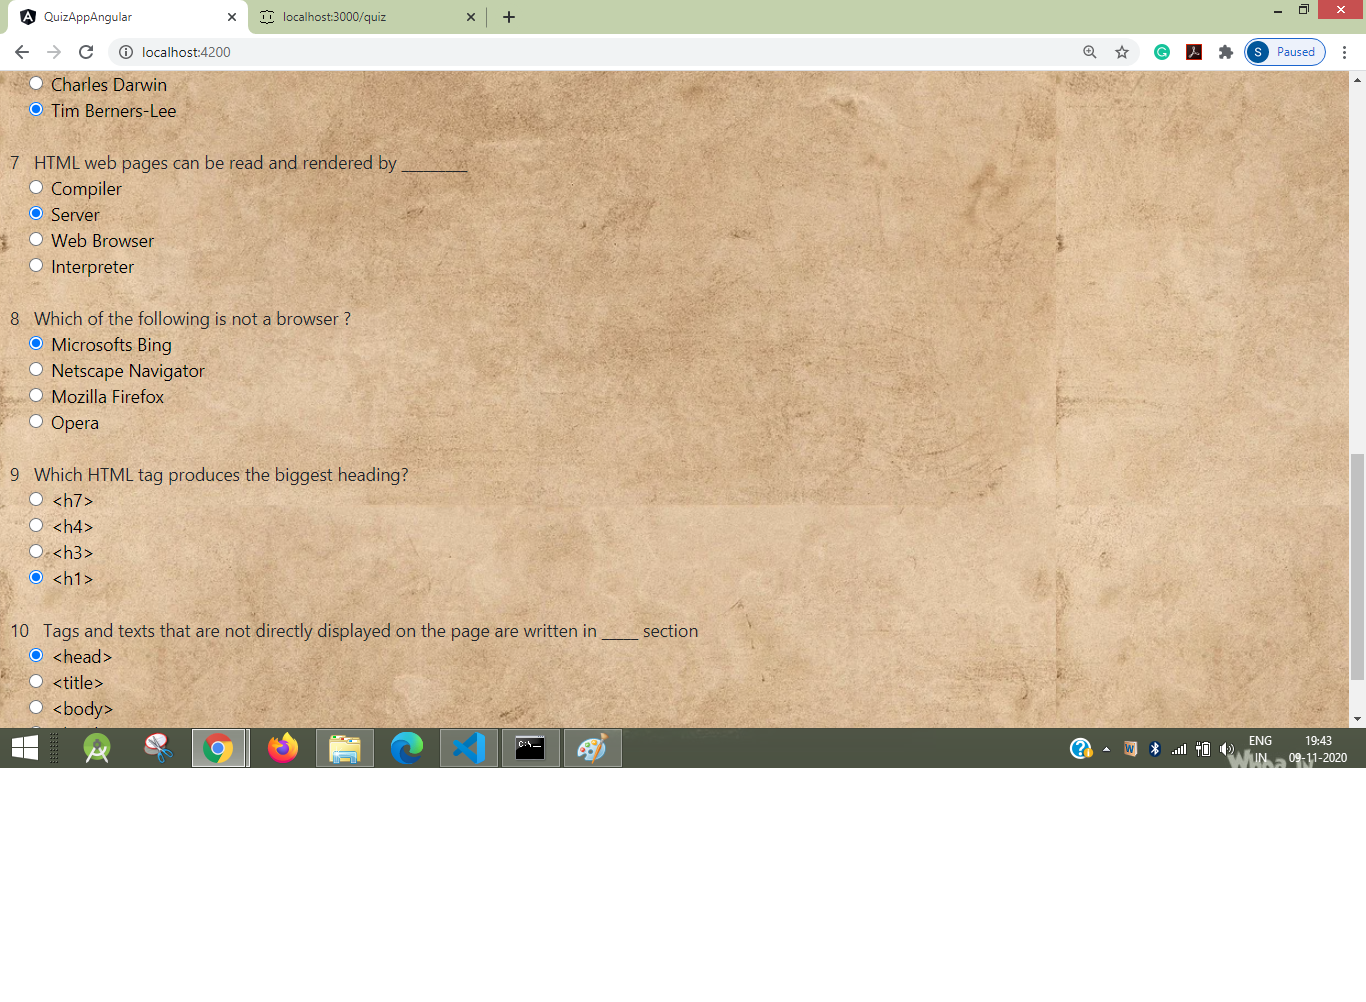 QuizAppAngular
localhost:3000/quiz
localhost:4200
S Paused
Charles Darwin
Tim Berners-Lee
7 HTML web pages can be read and rendered by _______
Compiler
Server
Web Browser
Interpreter
8 Which of the following is not a browser ?
Microsofts Bing
Netscape Navigator
Mozilla Firefox
Opera
9 Which HTML tag produces the biggest heading?
<h7>
<h4>
<h3>
<h1>
10 Tags and texts that are not directly displayed on the page are written in ____ section
<head>
<title>
<body>
ENG 19:43
IN 09-11-2020